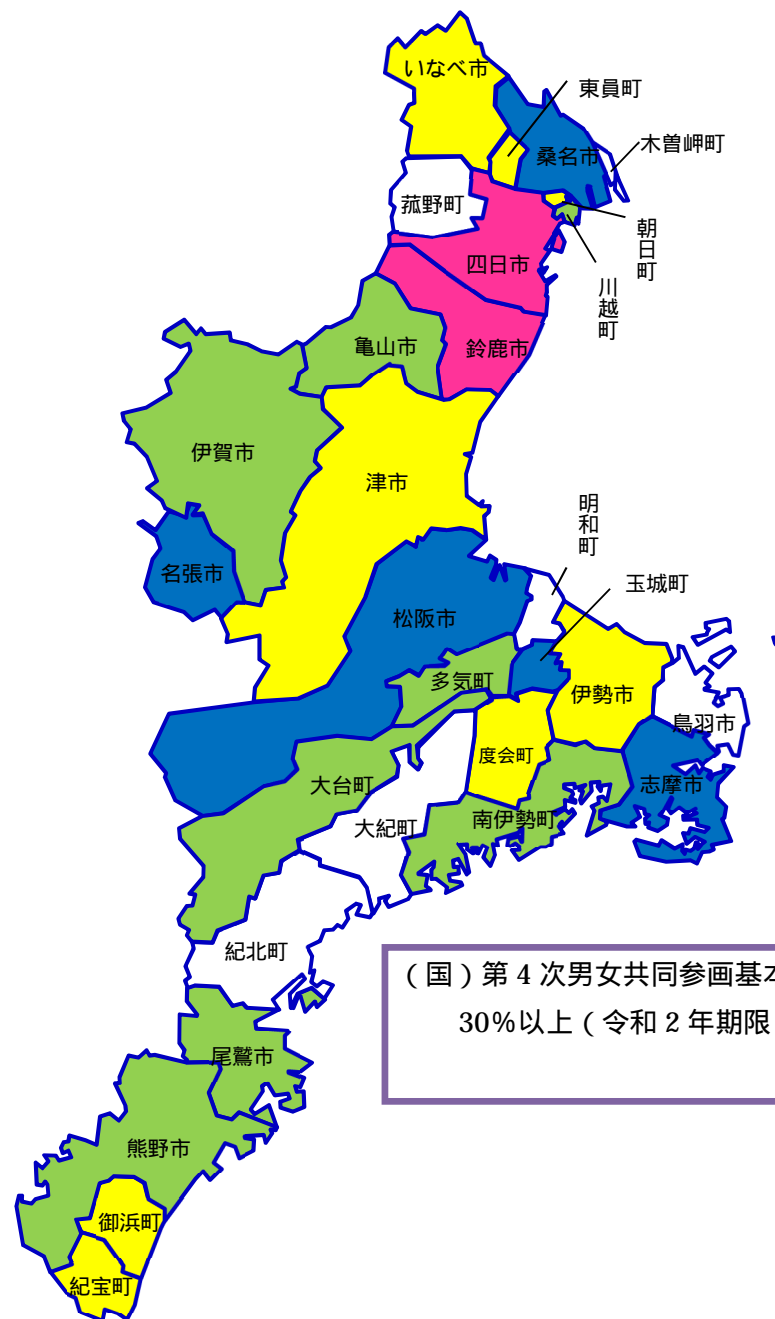 いなべ市
東員町
桑名市
木曽岬町
菰野町
朝日町
四日市
川越町
亀山市
鈴鹿市
伊賀市
津市
明和町
名張市
玉城町
松阪市
多気町
伊勢市
鳥羽市
度会町
志摩市
大台町
南伊勢町
大紀町
紀北町
(国)第4次男女共同参画基本
30%以上(令和2年期限
尾鷲市
熊野市
御浜町
紀宝町